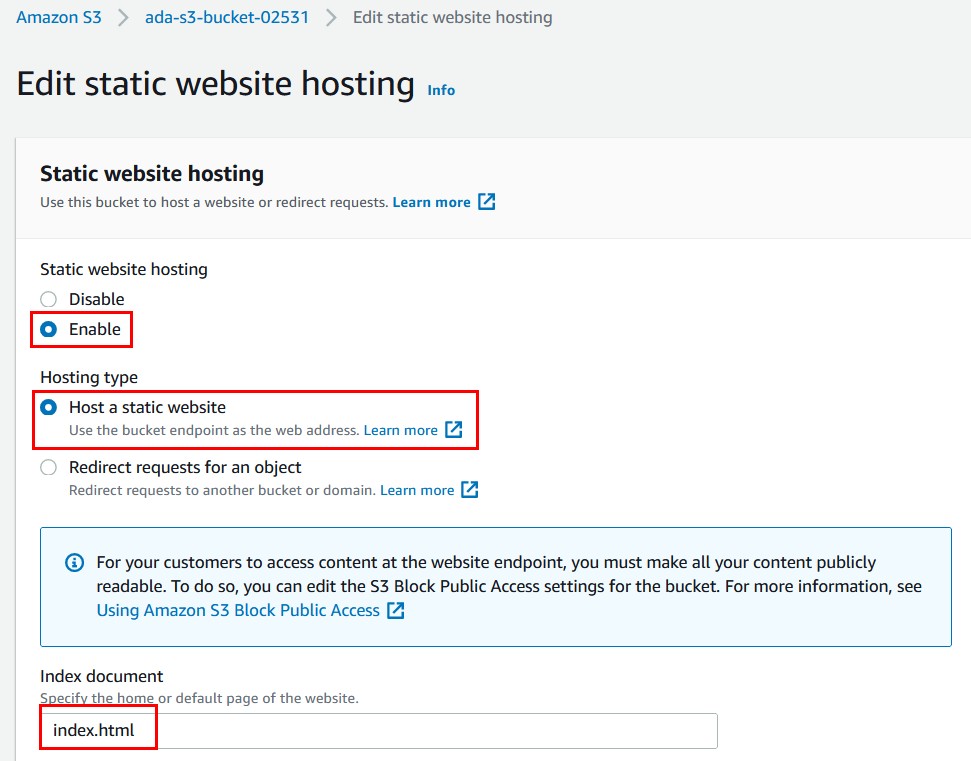 Amazon S3 > ada-s3-bucket-02531 > Edit static website hosting
Edit static website hosting Info
Static website hosting
Use this bucket to host a website or redirect requests. Learn more
Static website hosting
Disable
Enable
Hosting type
Host a static website
Use the bucket endpoint as the web address. Learn more
Redirect requests for an object
Redirect requests to another bucket or domain. Learn more
For your customers to access content at the website endpoint, you must make all your content publicly
readable. To do so, you can edit the S3 Block Public Access settings for the bucket. For more information, see
Using Amazon S3 Block Public Access
Index document
Specify the home or default page of the website.
index.html